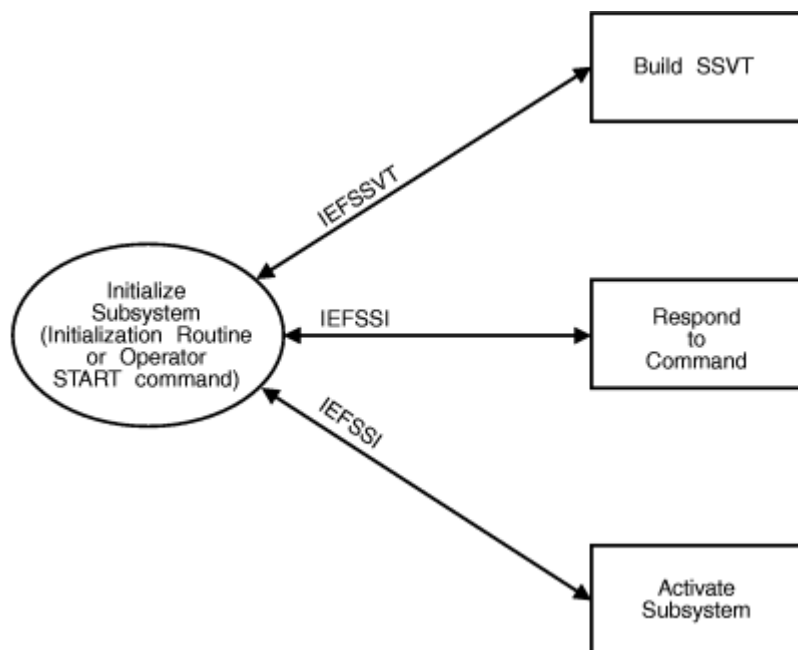 Build SSVT
IEFSSVT
Initialize
Subsystem
(Initialization Routine
or Operator
START command)
IEFSSI
Respond
to
Command
IEFSSI
Activate
Subsystem